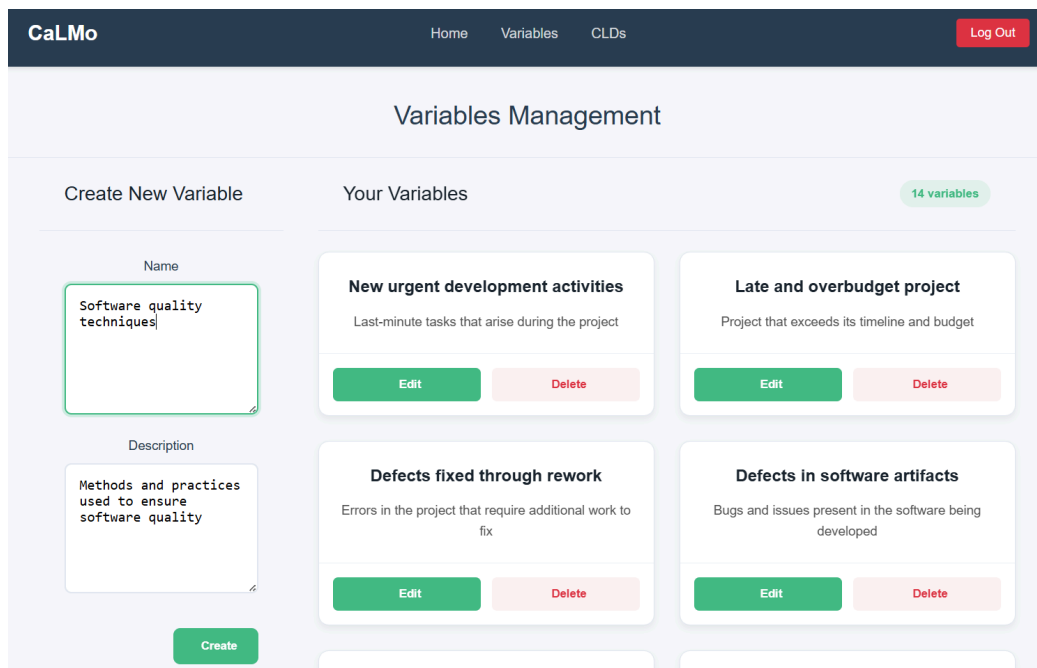 CaLMo
Home
Variables
CLDs
Log Out
Variables Management
Create New Variable
Name
Software quality
techniques
Description
Methods and practices
used to ensure
software quality
Create
Your Variables
14 variables
New urgent development activities
Last-minute tasks that arise during the project
Edit
Delete
Late and overbudget project
Project that exceeds its timeline and budget
Edit
Delete
Defects fixed through rework
Errors in the project that require additional work to
fix
Edit
Delete
Defects in software artifacts
Bugs and issues present in the software being
developed
Edit
Delete